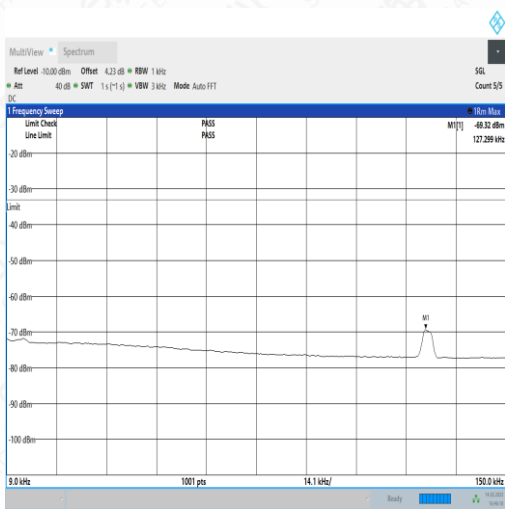 MultiView Spectrum
Ref Level -10.00 dBm Offset 4.23 dB RBW 1 kHz SGL
Att 40 dB SWT 1 s (~1 s) VBW 3 kHz Mode Auto FFT Count 5/5
DC
1 Frequency Sweep 1Rm Max
Limit Check PASS M1[1] -69.32 dBm
Line Limit PASS 127.299 kHz
-20 dBm
-30 dBm
Limit
-40 dBm
-50 dBm
-60 dBm
M1
-70 dBm
-80 dBm
-90 dBm
-100 dBm
9.0 kHz 1001 pts 14.1 kHz/ 150.0 kHz
Ready